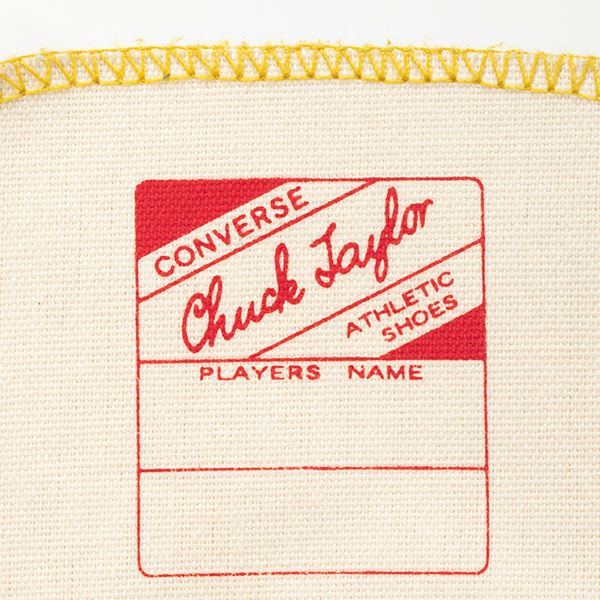 CONVERSE
Chuck Taylor
ATHLETIC
SHOES
PLAYERS NAME